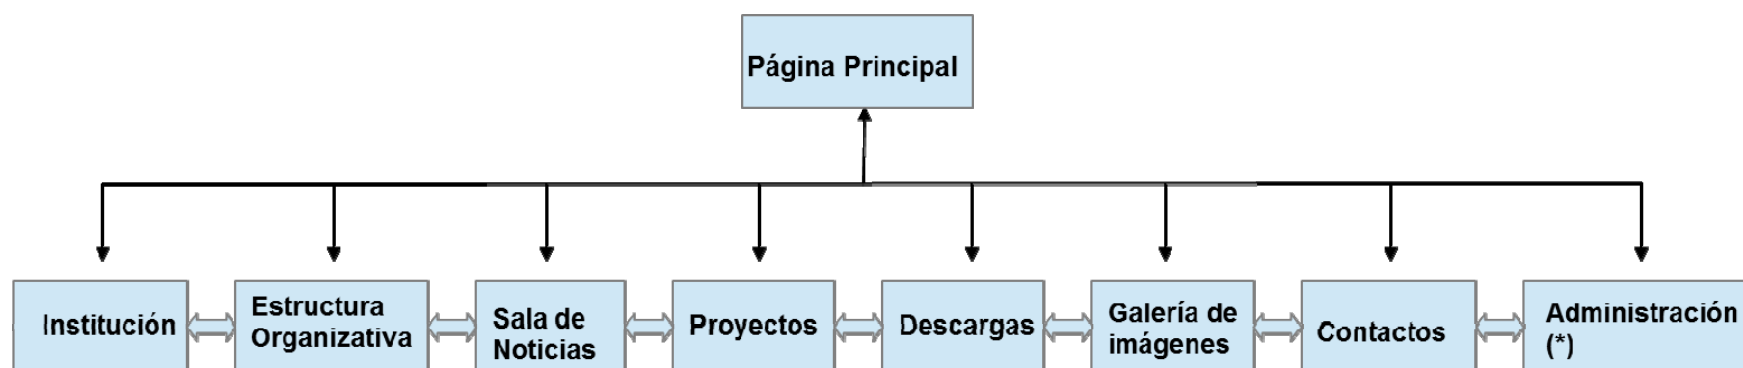 Página Principal
Institución
Estructura
Organizativa
Sala de
Noticias
Proyectos
Descargas
Galería de
imágenes
Contactos
Administración
(*)